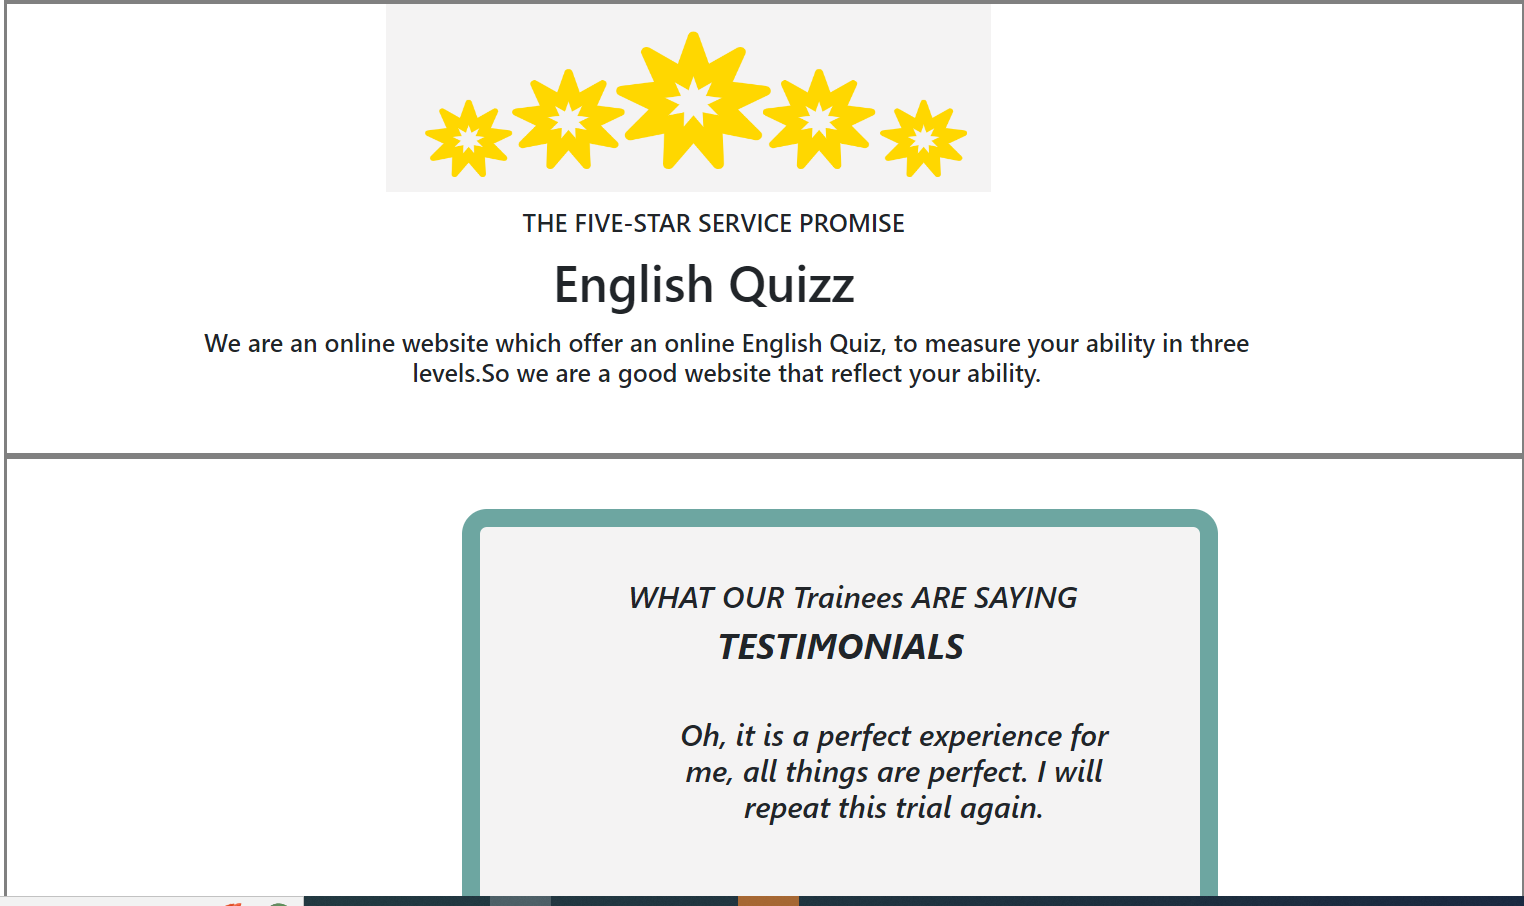 THE FIVE-STAR SERVICE PROMISE
English Quizz
We are an online website which offer an online English Quiz, to measure your ability in three
levels.So we are a good website that reflect your ability.
WHAT OUR Trainees ARE SAYING
TESTIMONIALS
Oh, it is a perfect experience for
me, all things are perfect. I will
repeat this trial again.